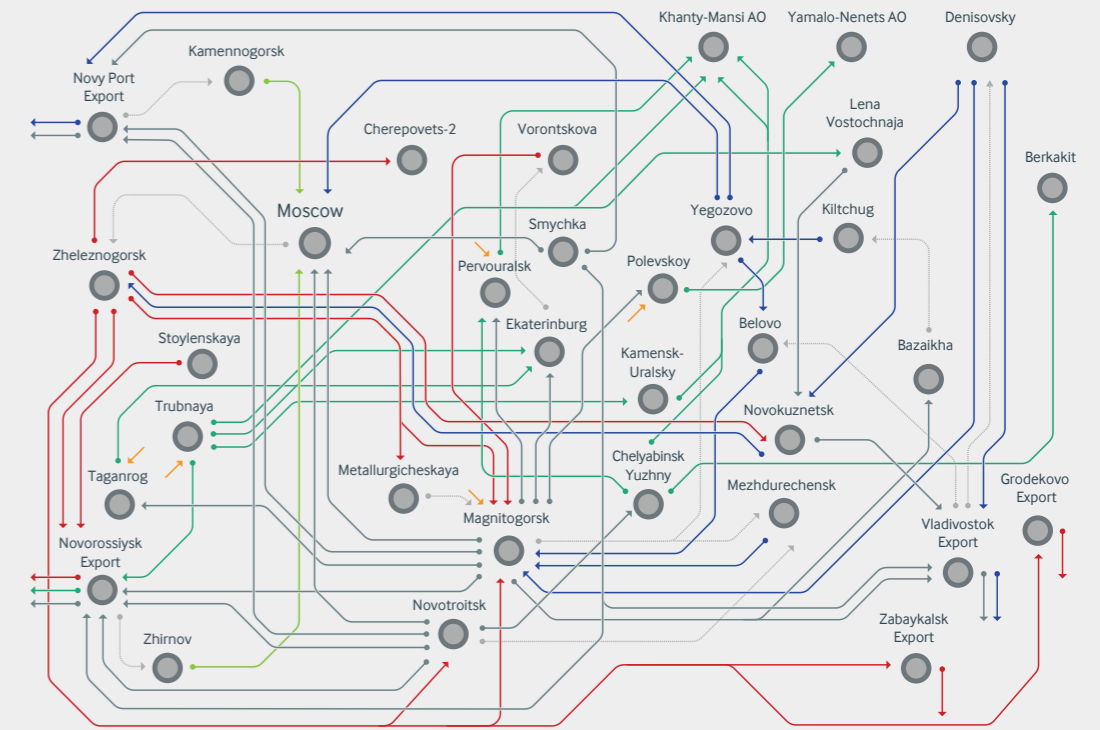 Khanty-Mansi AO
Yamalo-Nenets AO
Denisovsky
Kamennogorsk
Novy Port
Export
Cherepovets-2
Vorontskova
Lena
Vostochnaja
Berkakit
Moscow
Smychka
Yegozovo
Kiltchug
Zheleznogorsk
Pervouralsk
Polevskoy
Stoylenskaya
Ekaterinburg
Belovo
Bazaikha
Kamensk-
Uralsky
Trubnaya
Novokuznetsk
Taganrog
Metallurgicheskaya
Chelyabinsk
Yuzhny
Mezhdurechensk
Grodekovo
Export
Magnitogorsk
Vladivostok
Export
Novorossiysk
Export
Novotroitsk
Zabaykalsk
Export
Zhirnov